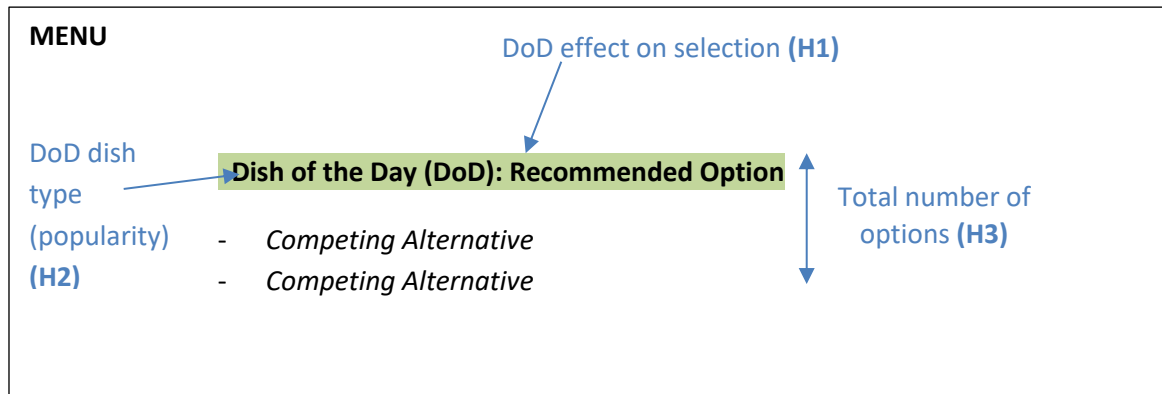 MENU
DoD effect on selection (H1)
DoD dish
type
(popularity)
(H2)
Dish of the Day (DoD): Recommended Option
- Competing Alternative
- Competing Alternative
Total number of
options (H3)